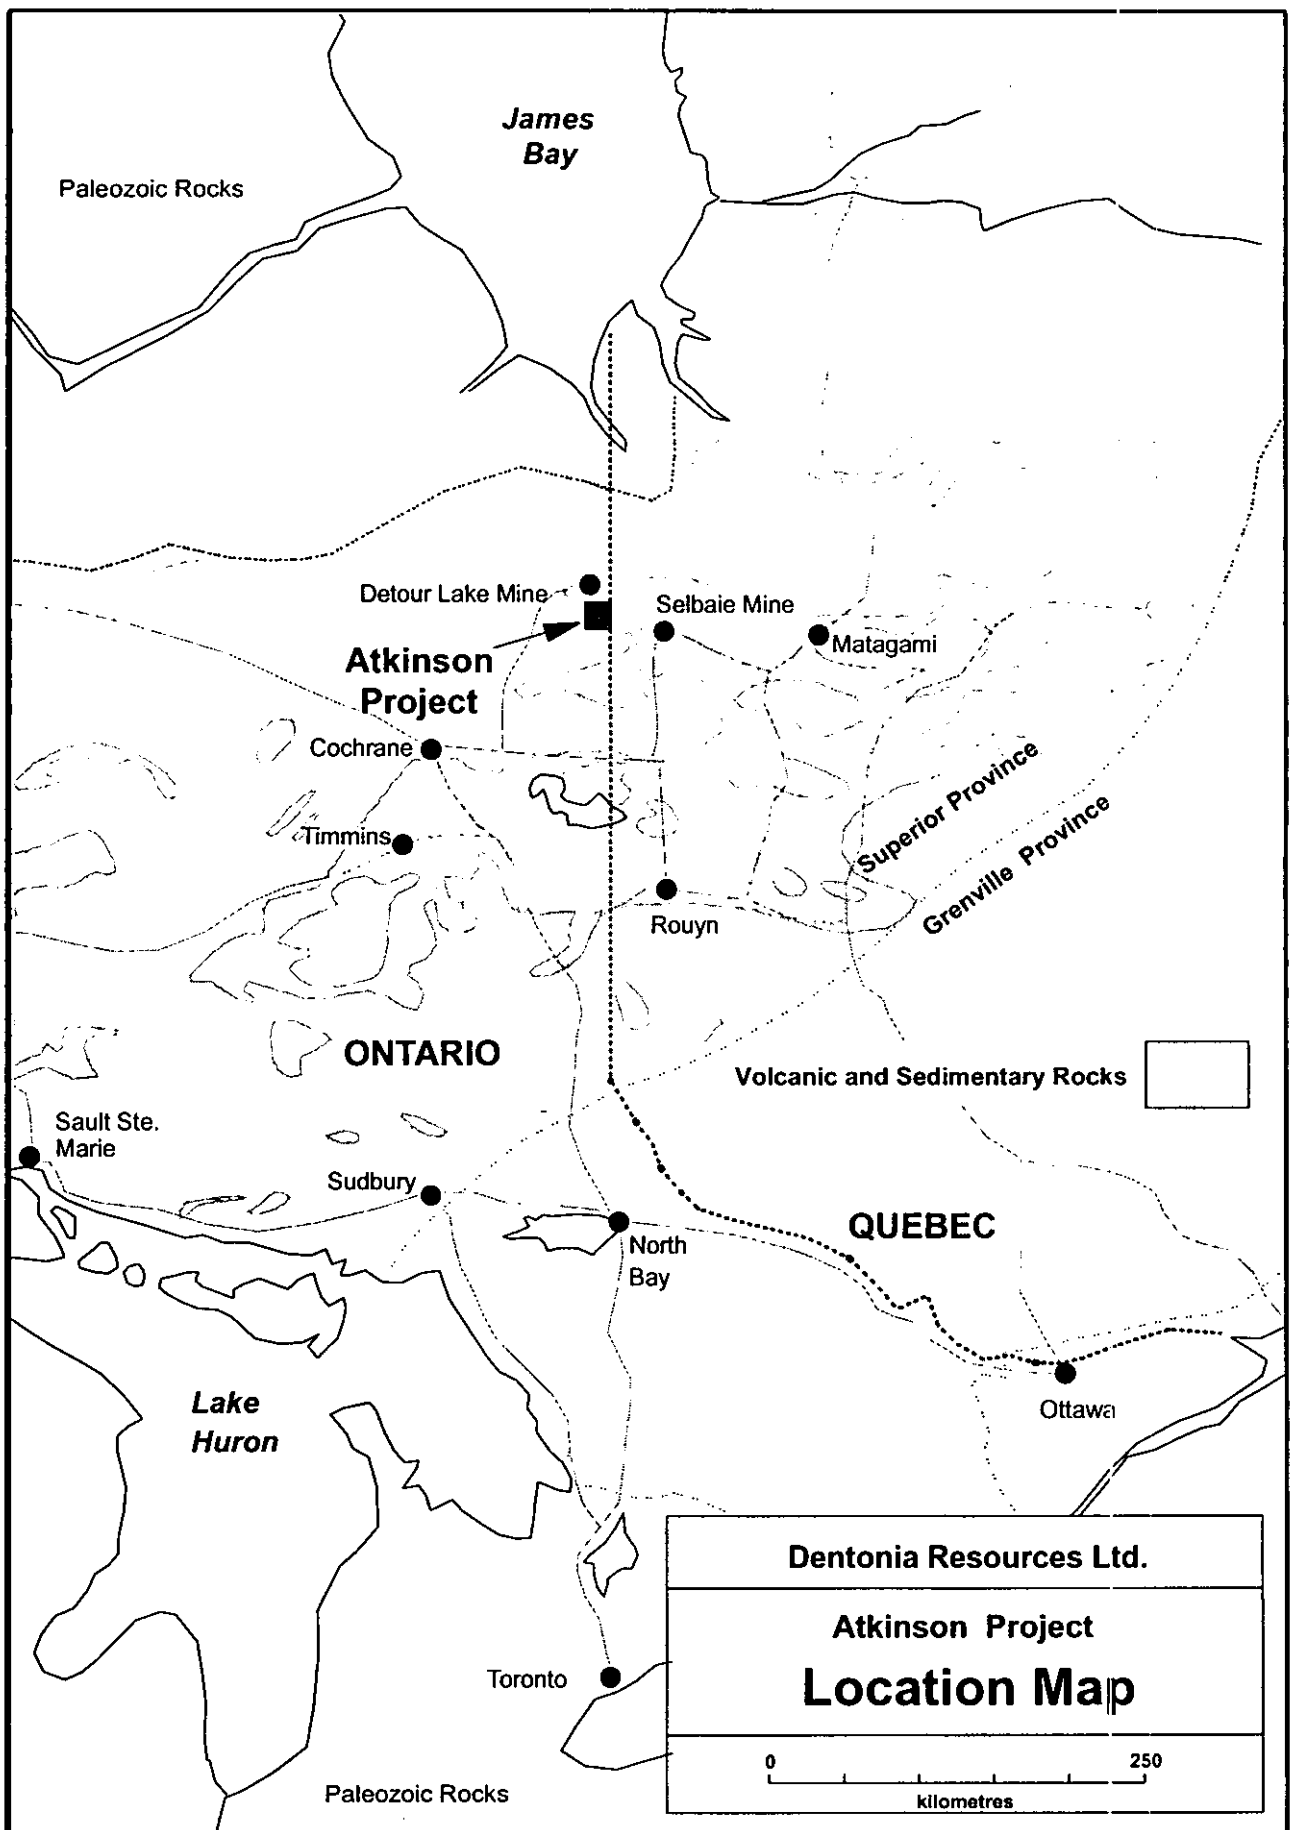 James
Bay
Paleozoic Rocks
Detour Lake Mine
Selbaie Mine
Matagami
Atkinson
Project
Cochrane
Superior Province
Grenville Province
Timmins
Rouyn
ONTARIO
Volcanic and Sedimentary Rocks
Sault Ste.
Marie
Sudbury
QUEBEC
North
Bay
Lake
Huron
Ottawa
Dentonia Resources Ltd.
Atkinson Project
Location Map
Toronto
0 250
kilometres
Paleozoic Rocks